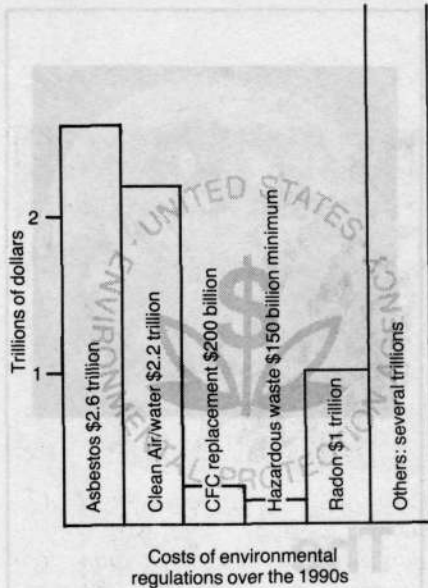 Trillions of dollars
2
1
Asbestos $2.6 trillion
Clean Air/water $2.2 trillion
CFC replacement $200 billion
Hazardous waste $150 billion minimum
Radon $1 trillion
Others: several trillions
UNITED STATES
ENVIRONMENTAL PROTECTION AGENCY
$
Costs of environmental
regulations over the 1990s